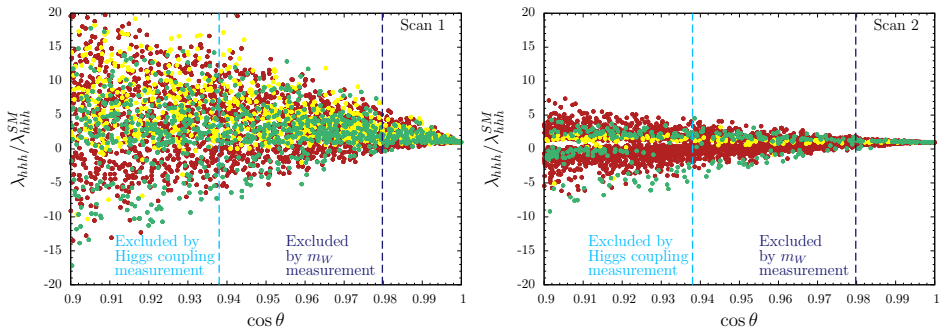 Scan 1
20
15
10
5
0
-5
-10
-15
-20
λhhh/λ^SM_hhh
Excluded by
Higgs coupling
measurement
Excluded
by mW
measurement
0.9 0.91 0.92 0.93 0.94 0.95 0.96 0.97 0.98 0.99 1
cos θ
Scan 2
20
15
10
5
0
-5
-10
-15
-20
λhhh/λ^SM_hhh
Excluded by
Higgs coupling
measurement
Excluded
by mW
measurement
0.9 0.91 0.92 0.93 0.94 0.95 0.96 0.97 0.98 0.99 1
cos θ